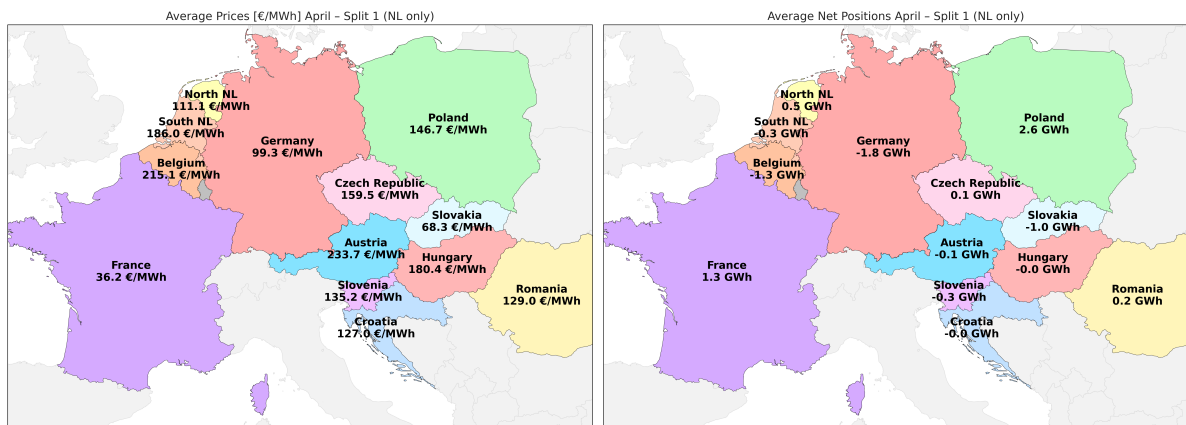 Average Prices [€/MWh] April – Split 1 (NL only)
North NL
111.1 €/MWh
South NL
186.0 €/MWh
Belgium
215.1 €/MWh
Germany
99.3 €/MWh
Poland
146.7 €/MWh
Czech Republic
159.5 €/MWh
Slovakia
68.3 €/MWh
Austria
233.7 €/MWh
Hungary
180.4 €/MWh
France
36.2 €/MWh
Slovenia
135.2 €/MWh
Romania
129.0 €/MWh
Croatia
127.0 €/MWh
Average Net Positions April – Split 1 (NL only)
North NL
0.5 GWh
South NL
-0.3 GWh
Belgium
-1.3 GWh
Germany
-1.8 GWh
Poland
2.6 GWh
Czech Republic
0.1 GWh
Slovakia
-1.0 GWh
Austria
-0.1 GWh
Hungary
-0.0 GWh
France
1.3 GWh
Slovenia
-0.3 GWh
Romania
0.2 GWh
Croatia
-0.0 GWh